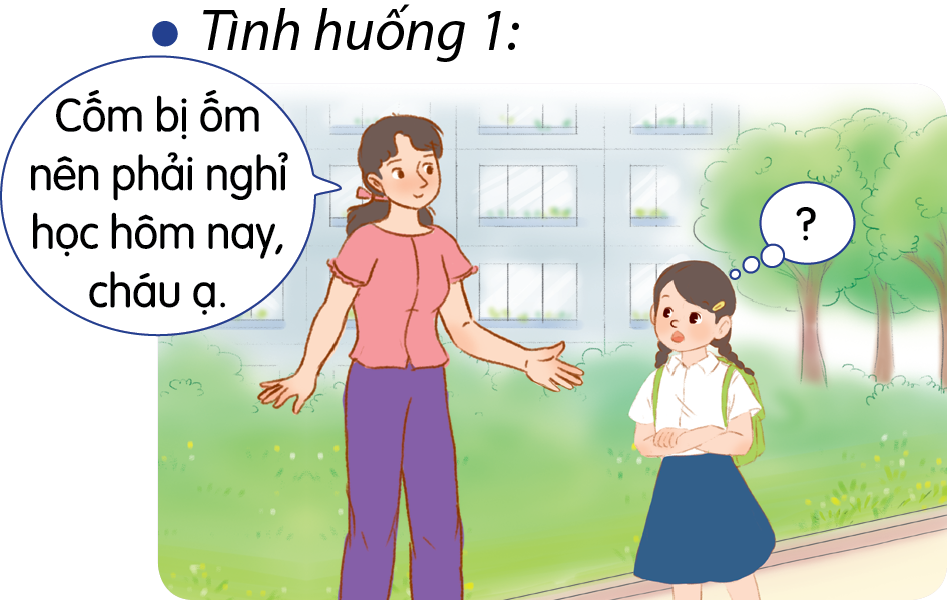 • Tình huống 1:
Cốm bị ốm
nên phải nghỉ
học hôm nay,
cháu ạ.
?